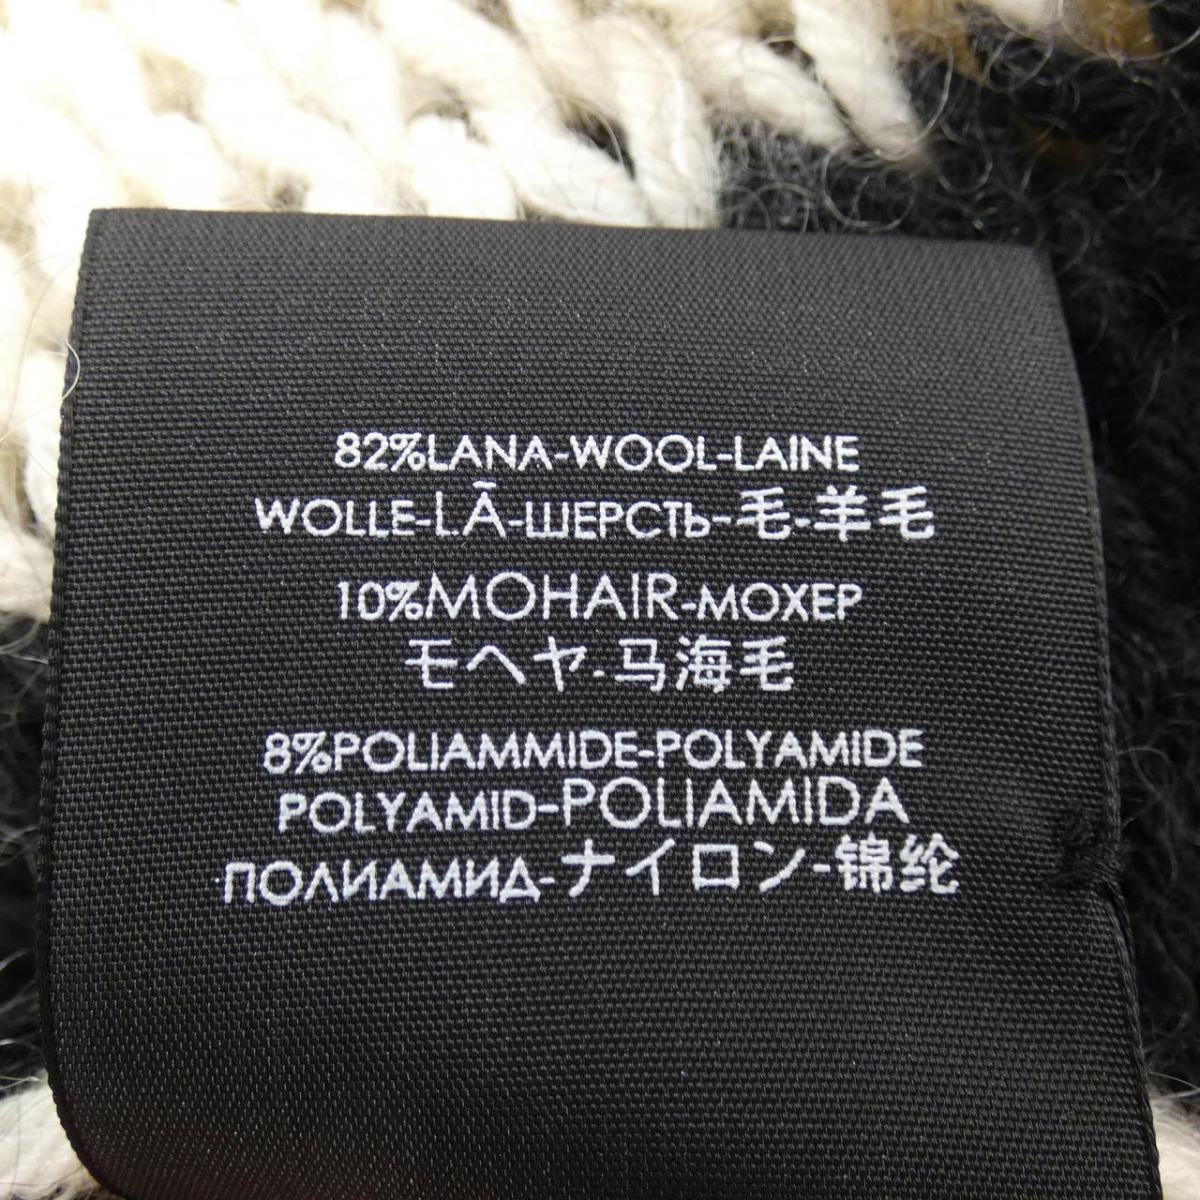 82%LANA-WOOL-LAINE
WOLLE-LÃ-ШЕРСТЬ-毛-羊毛
10%MOHAIR-МОХЕР
モヘヤ-马海毛
8%POLIAMMIDE-POLYAMIDE
POLYAMID-POLIAMIDA
ПОЛИАМИД-ナイロン-锦纶